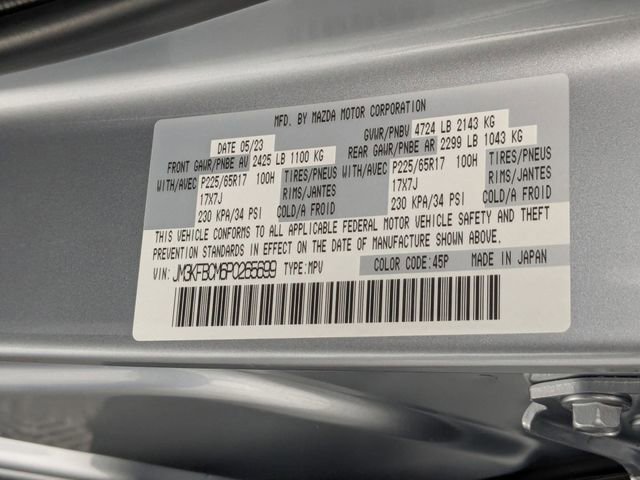 MFD. BY MAZDA MOTOR CORPORATION
DATE 05/23 GVWR/PNBV 4724 LB 2143 KG
FRONT GAWR/PNBE AV 2425 LB 1100 KG REAR GAWR/PNBE AR 2299 LB 1043 KG
WITH/AVEC P225/65R17 100H TIRES/PNEUS WITH/AVEC P225/65R17 100H TIRES/PNEUS
17X7J RIMS/JANTES 17X7J RIMS/JANTES
230 KPA/34 PSI COLD/A FROID 230 KPA/34 PSI COLD/A FROID
THIS VEHICLE CONFORMS TO ALL APPLICABLE FEDERAL MOTOR VEHICLE SAFETY AND THEFT
PREVENTION STANDARDS IN EFFECT ON THE DATE OF MANUFACTURE SHOWN ABOVE.
VIN: JM3KFBCM6P0265699 TYPE:MPV COLOR CODE:45P MADE IN JAPAN